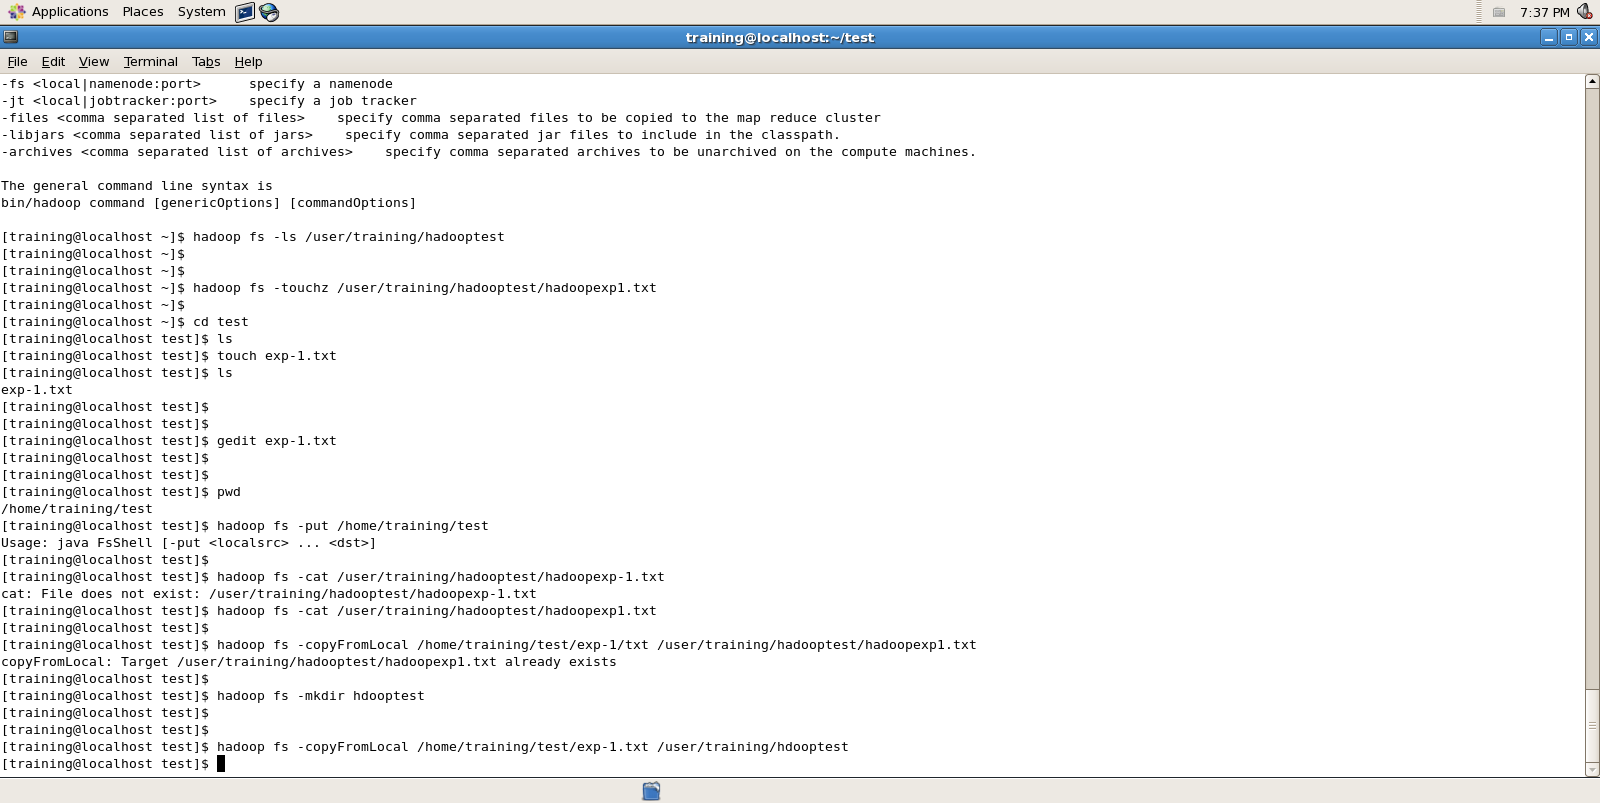 Applications Places System
7:37 PM
training@localhost:~/test
File Edit View Terminal Tabs Help
-fs <local|namenode:port>      specify a namenode
-jt <local|jobtracker:port>    specify a job tracker
-files <comma separated list of files>    specify comma separated files to be copied to the map reduce cluster
-libjars <comma separated list of jars>    specify comma separated jar files to include in the classpath.
-archives <comma separated list of archives>    specify comma separated archives to be unarchived on the compute machines.
The general command line syntax is
bin/hadoop command [genericOptions] [commandOptions]
[training@localhost ~]$ hadoop fs -ls /user/training/hadooptest
[training@localhost ~]$
[training@localhost ~]$
[training@localhost ~]$ hadoop fs -touchz /user/training/hadooptest/hadoopexp1.txt
[training@localhost ~]$
[training@localhost ~]$ cd test
[training@localhost test]$ ls
[training@localhost test]$ touch exp-1.txt
[training@localhost test]$ ls
exp-1.txt
[training@localhost test]$
[training@localhost test]$
[training@localhost test]$ gedit exp-1.txt
[training@localhost test]$
[training@localhost test]$
[training@localhost test]$ pwd
/home/training/test
[training@localhost test]$ hadoop fs -put /home/training/test
Usage: java FsShell [-put <localsrc> ... <dst>]
[training@localhost test]$
[training@localhost test]$ hadoop fs -cat /user/training/hadooptest/hadoopexp-1.txt
cat: File does not exist: /user/training/hadooptest/hadoopexp-1.txt
[training@localhost test]$ hadoop fs -cat /user/training/hadooptest/hadoopexp1.txt
[training@localhost test]$
[training@localhost test]$ hadoop fs -copyFromLocal /home/training/test/exp-1/txt /user/training/hadooptest/hadoopexp1.txt
copyFromLocal: Target /user/training/hadooptest/hadoopexp1.txt already exists
[training@localhost test]$
[training@localhost test]$ hadoop fs -mkdir hdooptest
[training@localhost test]$
[training@localhost test]$
[training@localhost test]$ hadoop fs -copyFromLocal /home/training/test/exp-1.txt /user/training/hdooptest
[training@localhost test]$